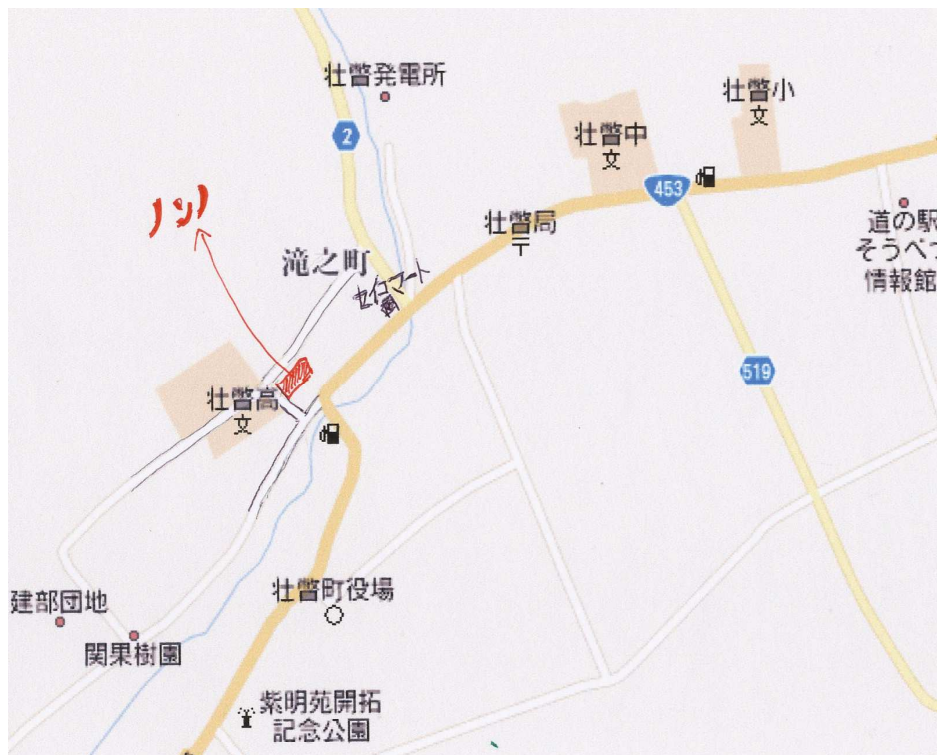 壮瞥発電所
2
壮瞥小
文
壮瞥中
文
453
ノンノ
壮瞥局
〒
道の駅
そうべつ
情報館
滝之町
セイコーマート
519
壮瞥高
文
壮瞥町役場
建部団地
関果樹園
紫明苑開拓
記念公園